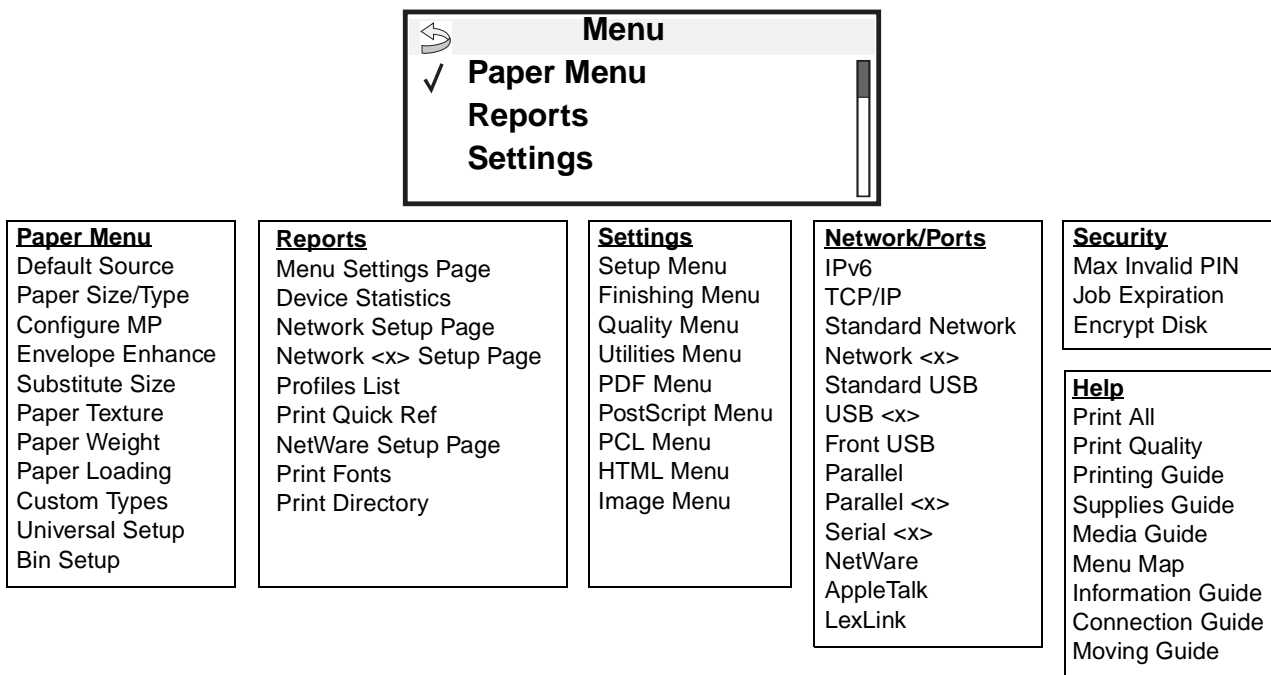 Menu
Paper Menu
Reports
Settings
Paper Menu
Default Source
Paper Size/Type
Configure MP
Envelope Enhance
Substitute Size
Paper Texture
Paper Weight
Paper Loading
Custom Types
Universal Setup
Bin Setup
Reports
Menu Settings Page
Device Statistics
Network Setup Page
Network <x> Setup Page
Profiles List
Print Quick Ref
NetWare Setup Page
Print Fonts
Print Directory
Settings
Setup Menu
Finishing Menu
Quality Menu
Utilities Menu
PDF Menu
PostScript Menu
PCL Menu
HTML Menu
Image Menu
Network/Ports
IPv6
TCP/IP
Standard Network
Network <x>
Standard USB
USB <x>
Front USB
Parallel
Parallel <x>
Serial <x>
NetWare
AppleTalk
LexLink
Security
Max Invalid PIN
Job Expiration
Encrypt Disk
Help
Print All
Print Quality
Printing Guide
Supplies Guide
Media Guide
Menu Map
Information Guide
Connection Guide
Moving Guide